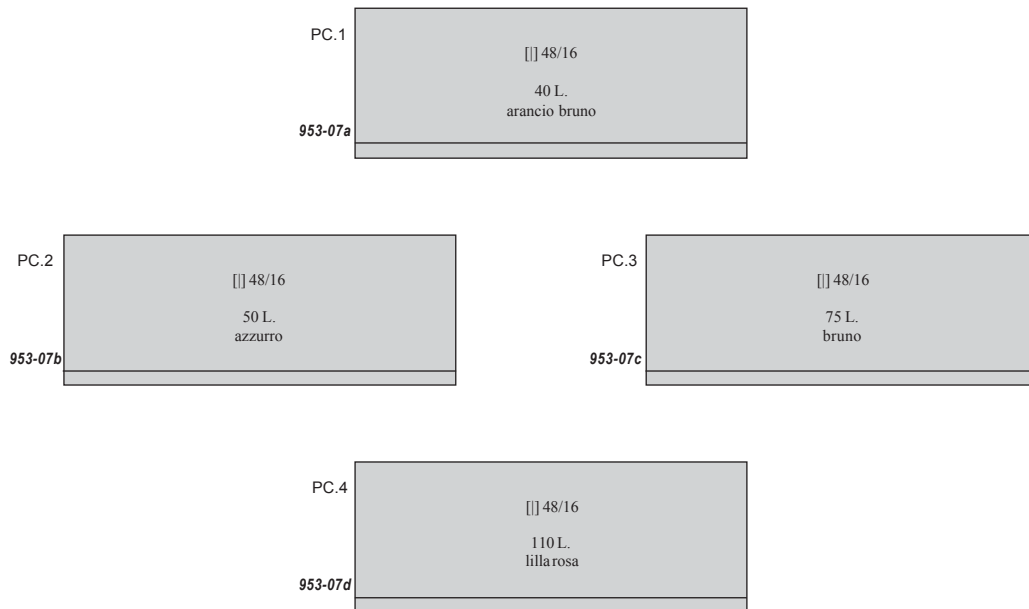 PC.1
[|] 48/16
40 L.
arancio bruno
953-07a
PC.2
[|] 48/16
50 L.
azzurro
953-07b
PC.3
[|] 48/16
75 L.
bruno
953-07c
PC.4
[|] 48/16
110 L.
lilla rosa
953-07d